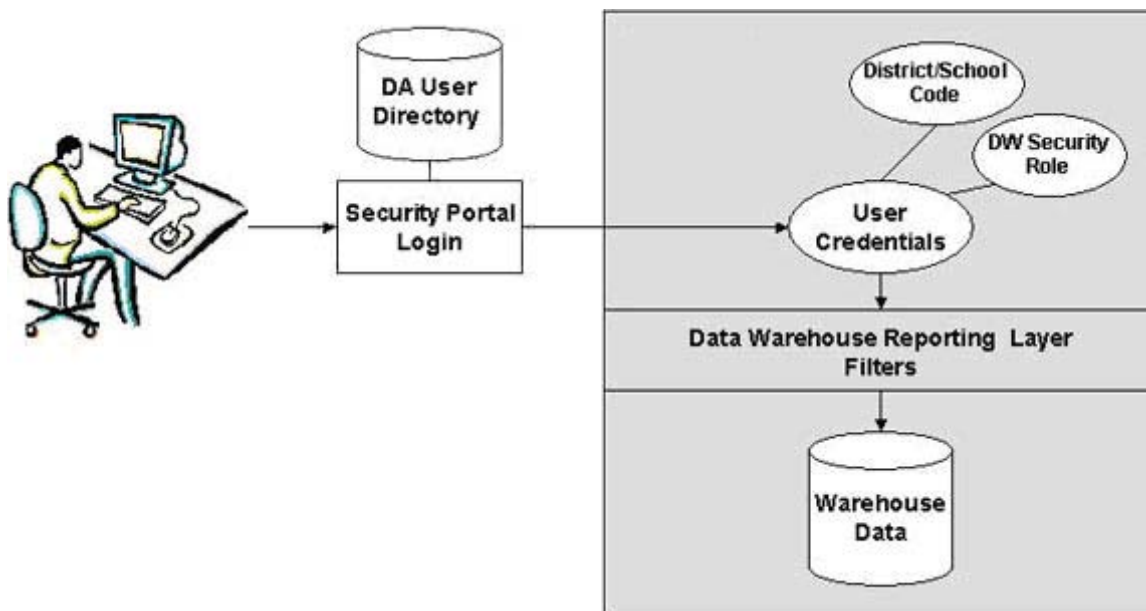 DA User
Directory
Security Portal
Login
District/School
Code
DW Security
Role
User
Credentials
Data Warehouse Reporting Layer
Filters
Warehouse
Data